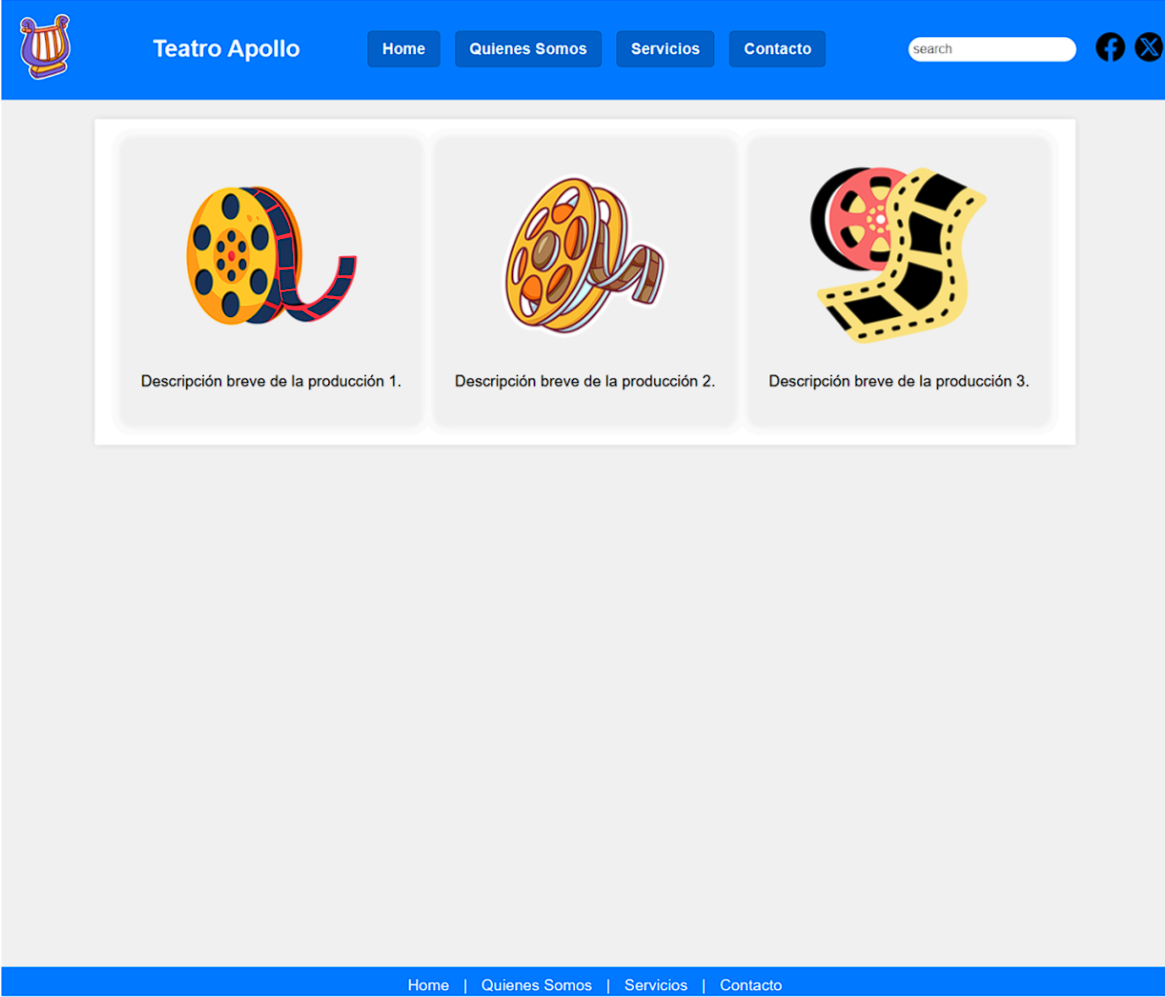 Teatro Apollo Home Quienes Somos Servicios Contacto search
Descripción breve de la producción 1. Descripción breve de la producción 2. Descripción breve de la producción 3.
Home | Quienes Somos | Servicios | Contacto